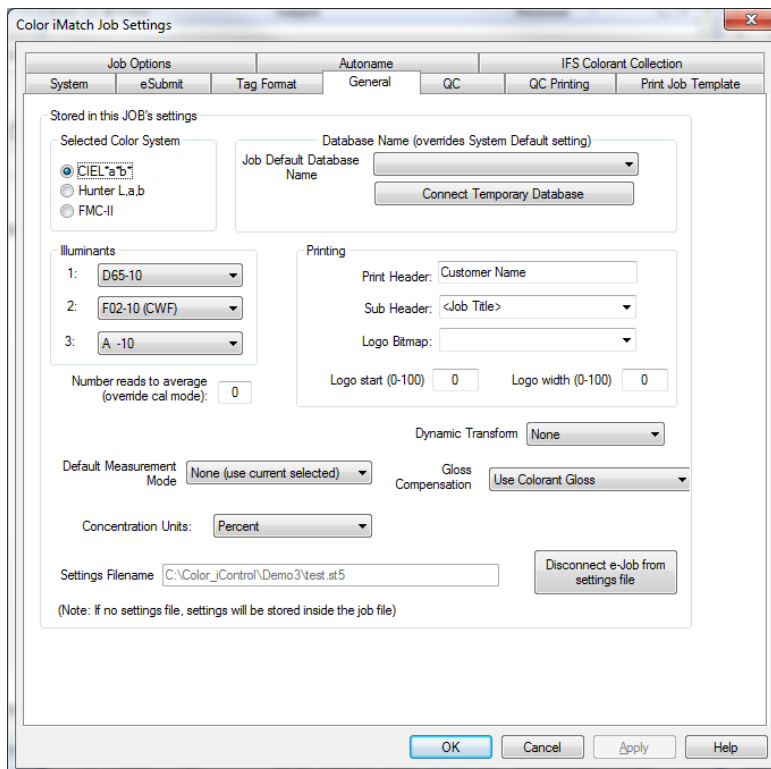 Color iMatch Job Settings
Job Options
Autoname
IFS Colorant Collection
System
eSubmit
Tag Format
General
QC
QC Printing
Print Job Template
Stored in this JOB's settings
Selected Color System
CIEL*a*b*
Hunter L,a,b
FMC-II
Database Name (overrides System Default setting)
Job Default Database
Name
Connect Temporary Database
Illuminants
1: D65-10
2: F02-10 (CWF)
3: A -10
Number reads to average
(override cal mode): 0
Printing
Print Header: Customer Name
Sub Header: <Job Title>
Logo Bitmap:
Logo start (0-100) 0 Logo width (0-100) 0
Dynamic Transform None
Default Measurement
Mode None (use current selected)
Gloss
Compensation Use Colorant Gloss
Concentration Units: Percent
Settings Filename C:\Color_iControl\Demo3\test.st5
Disconnect e-Job from
settings file
(Note: If no settings file, settings will be stored inside the job file)
OK
Cancel
Apply
Help